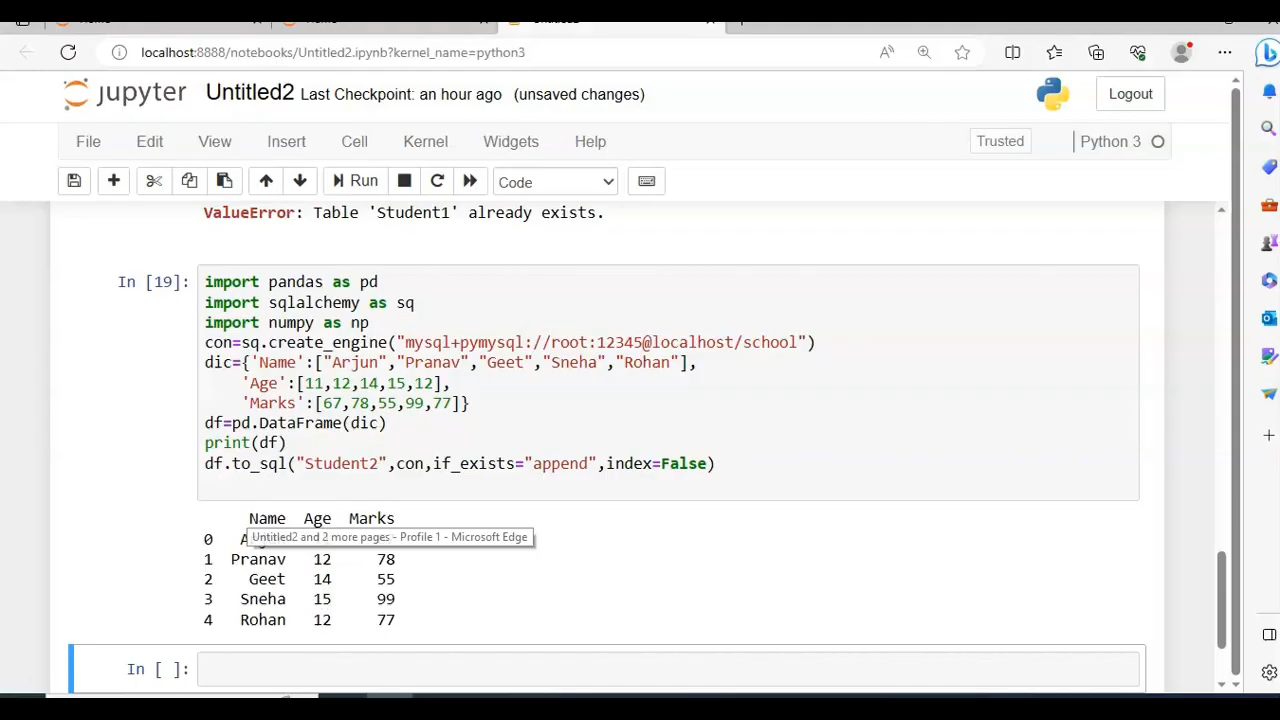 localhost:8888/notebooks/Untitled2.ipynb?kernel_name=python3
jupyter Untitled2 Last Checkpoint: an hour ago (unsaved changes) Logout
File Edit View Insert Cell Kernel Widgets Help Trusted Python 3
Run Code
ValueError: Table 'Student1' already exists.
In [19]: import pandas as pd
import sqlalchemy as sq
import numpy as np
con=sq.create_engine("mysql+pymysql://root:12345@localhost/school")
dic={'Name':["Arjun","Pranav","Geet","Sneha","Rohan"],
'Age':[11,12,14,15,12],
'Marks':[67,78,55,99,77]}
df=pd.DataFrame(dic)
print(df)
df.to_sql("Student2",con,if_exists="append",index=False)
Name Age Marks
0
Untitled2 and 2 more pages - Profile 1 - Microsoft Edge
1 Pranav 12 78
2 Geet 14 55
3 Sneha 15 99
4 Rohan 12 77
In [ ]: